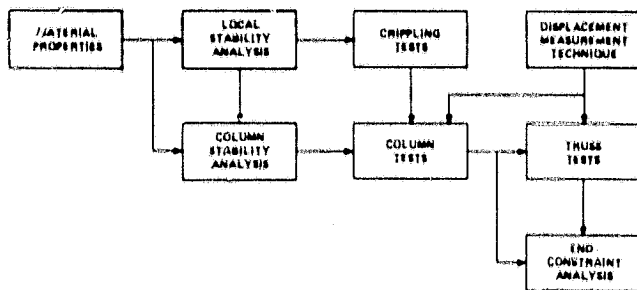 MATERIAL
PROPERTIES
LOCAL
STABILITY
ANALYSIS
CRIPPLING
TESTS
DISPLACEMENT
MEASUREMENT
TECHNIQUE
COLUMN
STABILITY
ANALYSIS
COLUMN
TESTS
TRUSS
TESTS
END
CONSTRAINT
ANALYSIS